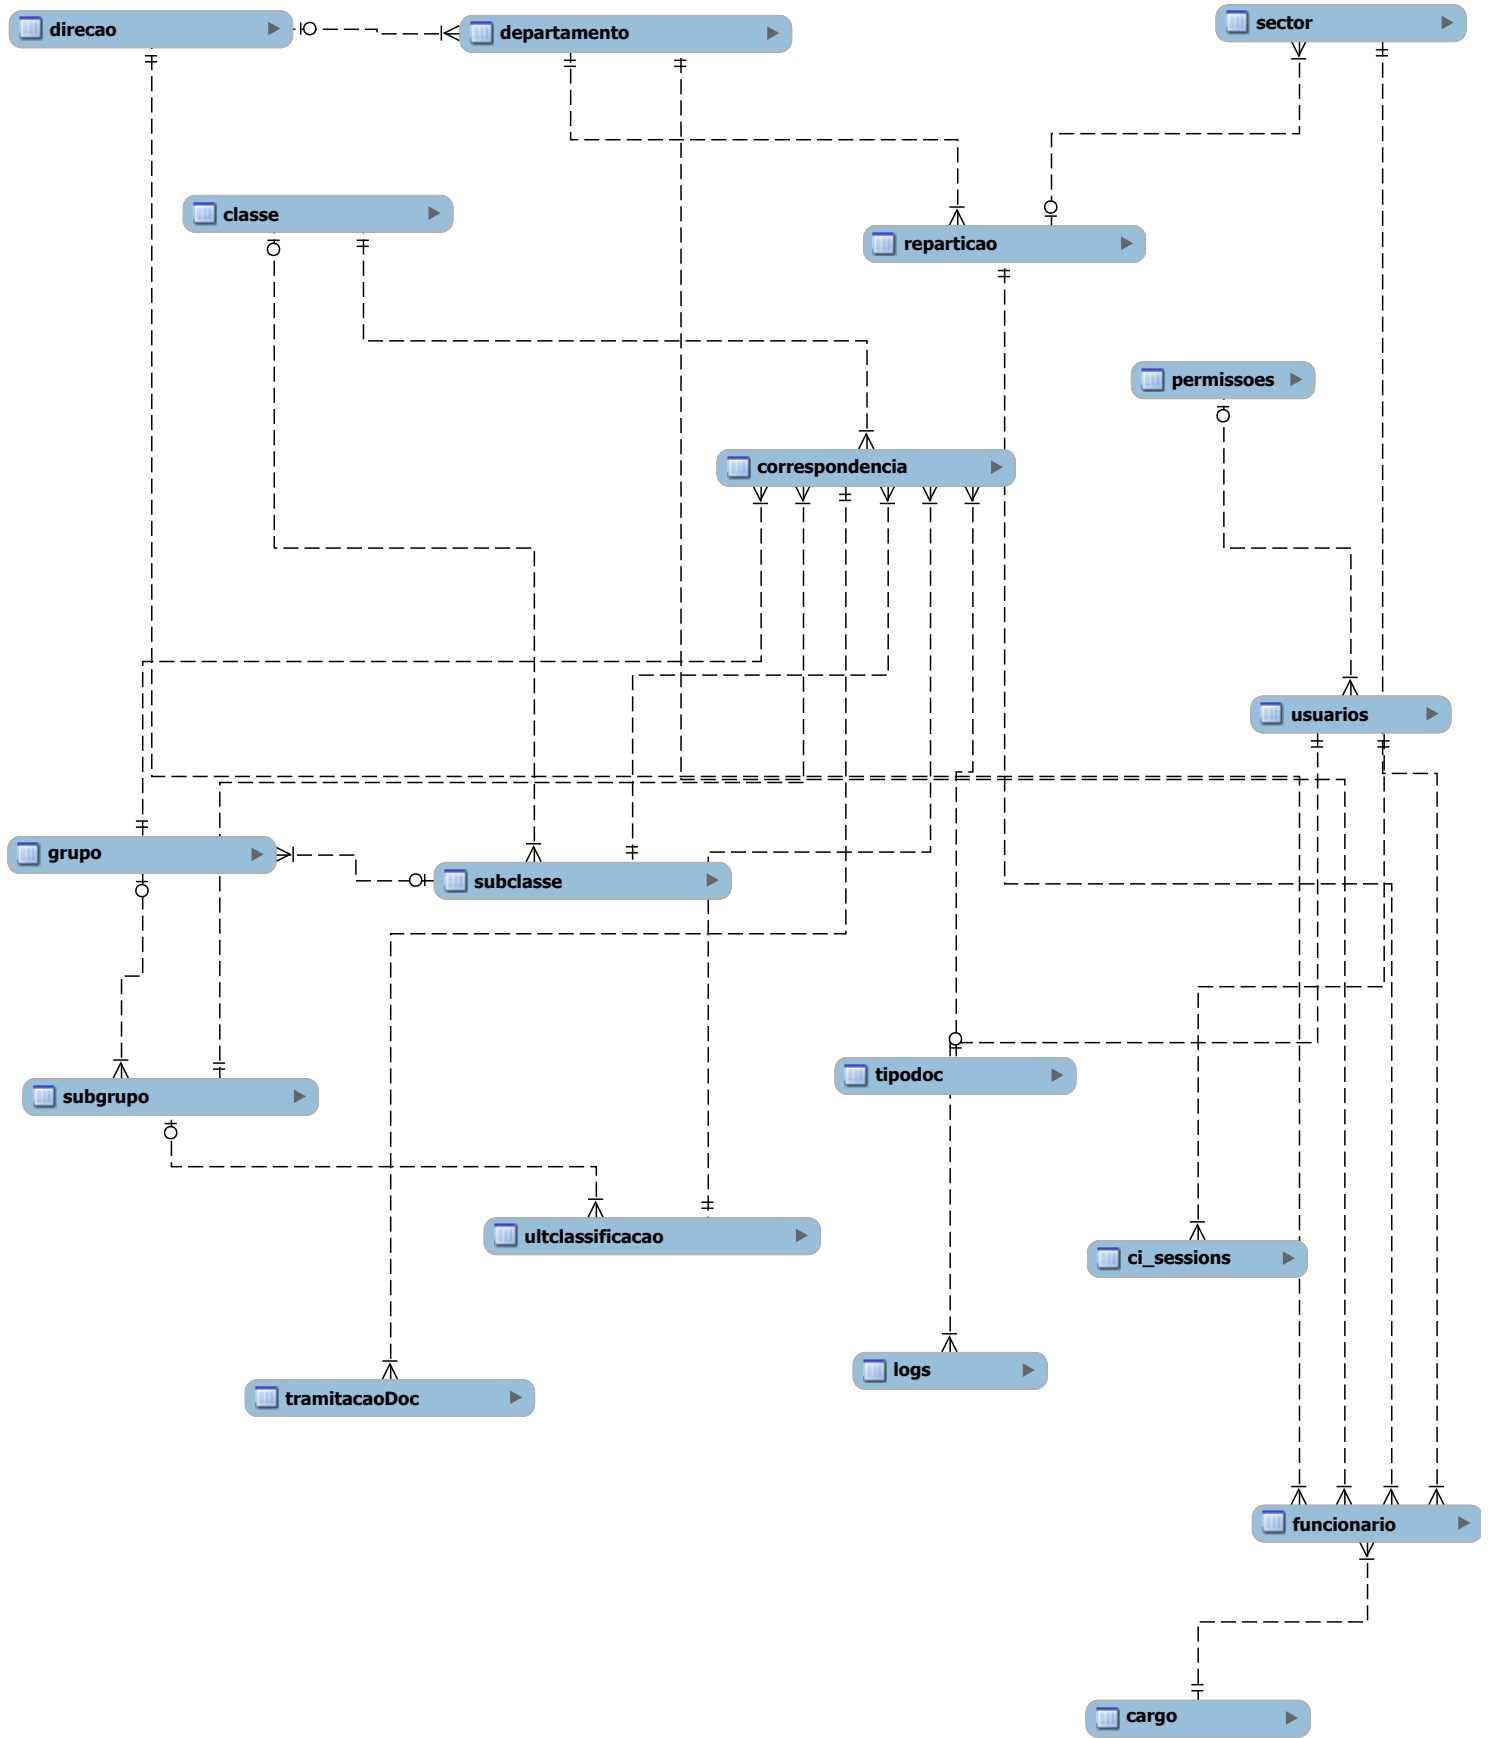 direcao
departamento
sector
classe
reparticao
permissoes
correspondencia
usuarios
grupo
subclasse
tipodoc
subgrupo
ultclassificacao
ci_sessions
logs
tramitacaoDoc
funcionario
cargo